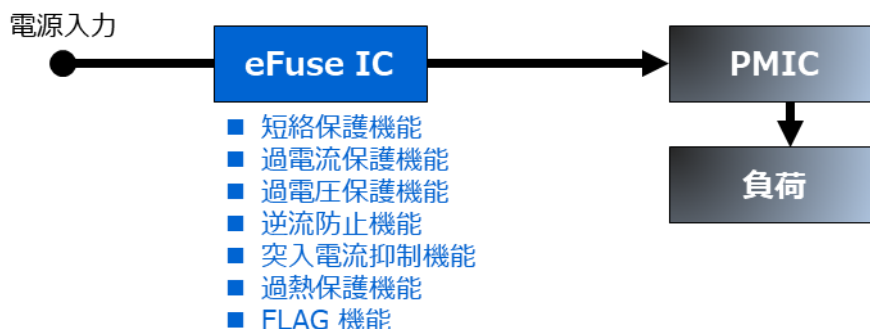 電源入力
eFuse IC
PMIC
負荷
短絡保護機能
過電流保護機能
過電圧保護機能
逆流防止機能
突入電流抑制機能
過熱保護機能
FLAG 機能